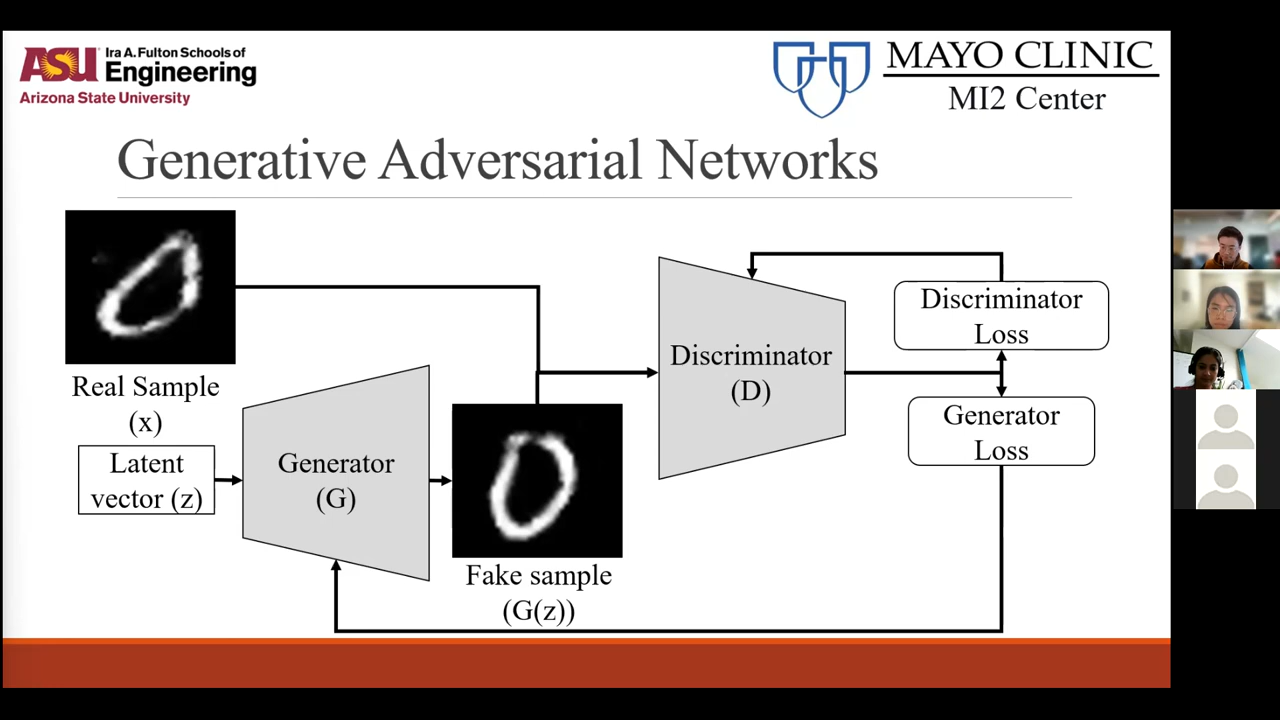 ASU
Ira A. Fulton Schools of
Engineering
Arizona State University
MAYO CLINIC
MI2 Center
Generative Adversarial Networks
Real Sample
(x)
Latent
vector (z)
Generator
(G)
Fake sample
(G(z))
Discriminator
(D)
Discriminator
Loss
Generator
Loss